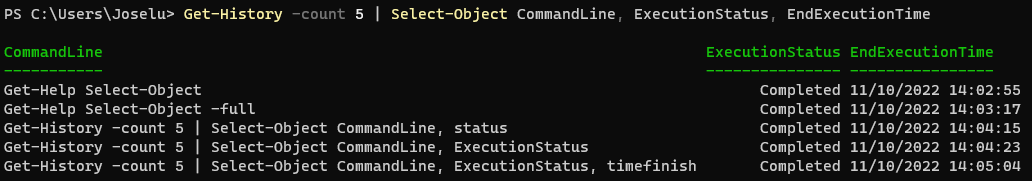 PS C:\Users\Joselu> Get-History -count 5 | Select-Object CommandLine, ExecutionStatus, EndExecutionTime
CommandLine ExecutionStatus EndExecutionTime
----------- --------------- ----------------
Get-Help Select-Object Completed 11/10/2022 14:02:55
Get-Help Select-Object -full Completed 11/10/2022 14:03:17
Get-History -count 5 | Select-Object CommandLine, status Completed 11/10/2022 14:04:15
Get-History -count 5 | Select-Object CommandLine, ExecutionStatus Completed 11/10/2022 14:04:23
Get-History -count 5 | Select-Object CommandLine, ExecutionStatus, timefinish Completed 11/10/2022 14:05:04